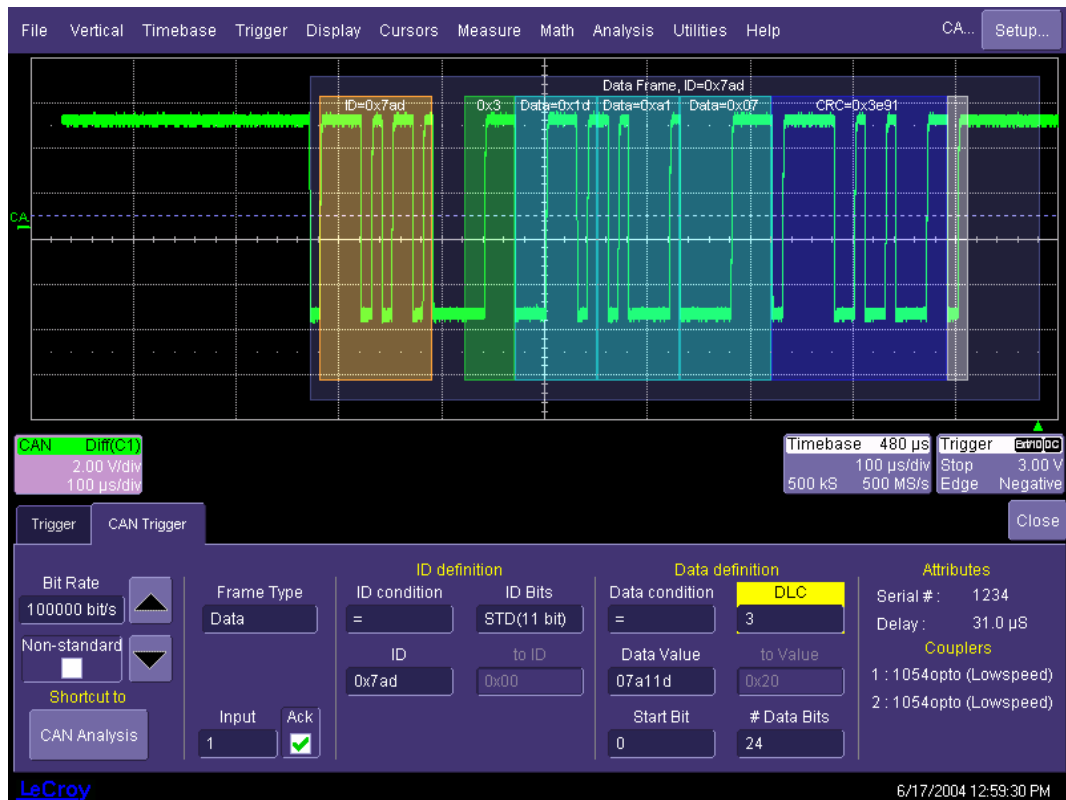 File Vertical Timebase Trigger Display Cursors Measure Math Analysis Utilities Help CA... Setup...
Data Frame, ID=0x7ad
ID=0x7ad 0x3 Data=0x1d Data=0xa1 Data=0x07 CRC=0x3e91
CA
CAN Diff(C1)
2.00 V/div
100 µs/div
Timebase 480 µs
100 µs/div
500 kS 500 MS/s
Trigger Ext10 DC
Stop 3.00 V
Edge Negative
Trigger CAN Trigger Close
Bit Rate
100000 bit/s
Non-standard
Shortcut to
CAN Analysis
Frame Type
Data
Input Ack
1
ID definition
ID condition ID Bits
= STD(11 bit)
ID to ID
0x7ad 0x00
Data definition
Data condition DLC
= 3
Data Value to Value
07a11d 0x20
Start Bit # Data Bits
0 24
Attributes
Serial # : 1234
Delay : 31.0 µS
Couplers
1 : 1054opto (Lowspeed)
2 : 1054opto (Lowspeed)
LeCroy 6/17/2004 12:59:30 PM